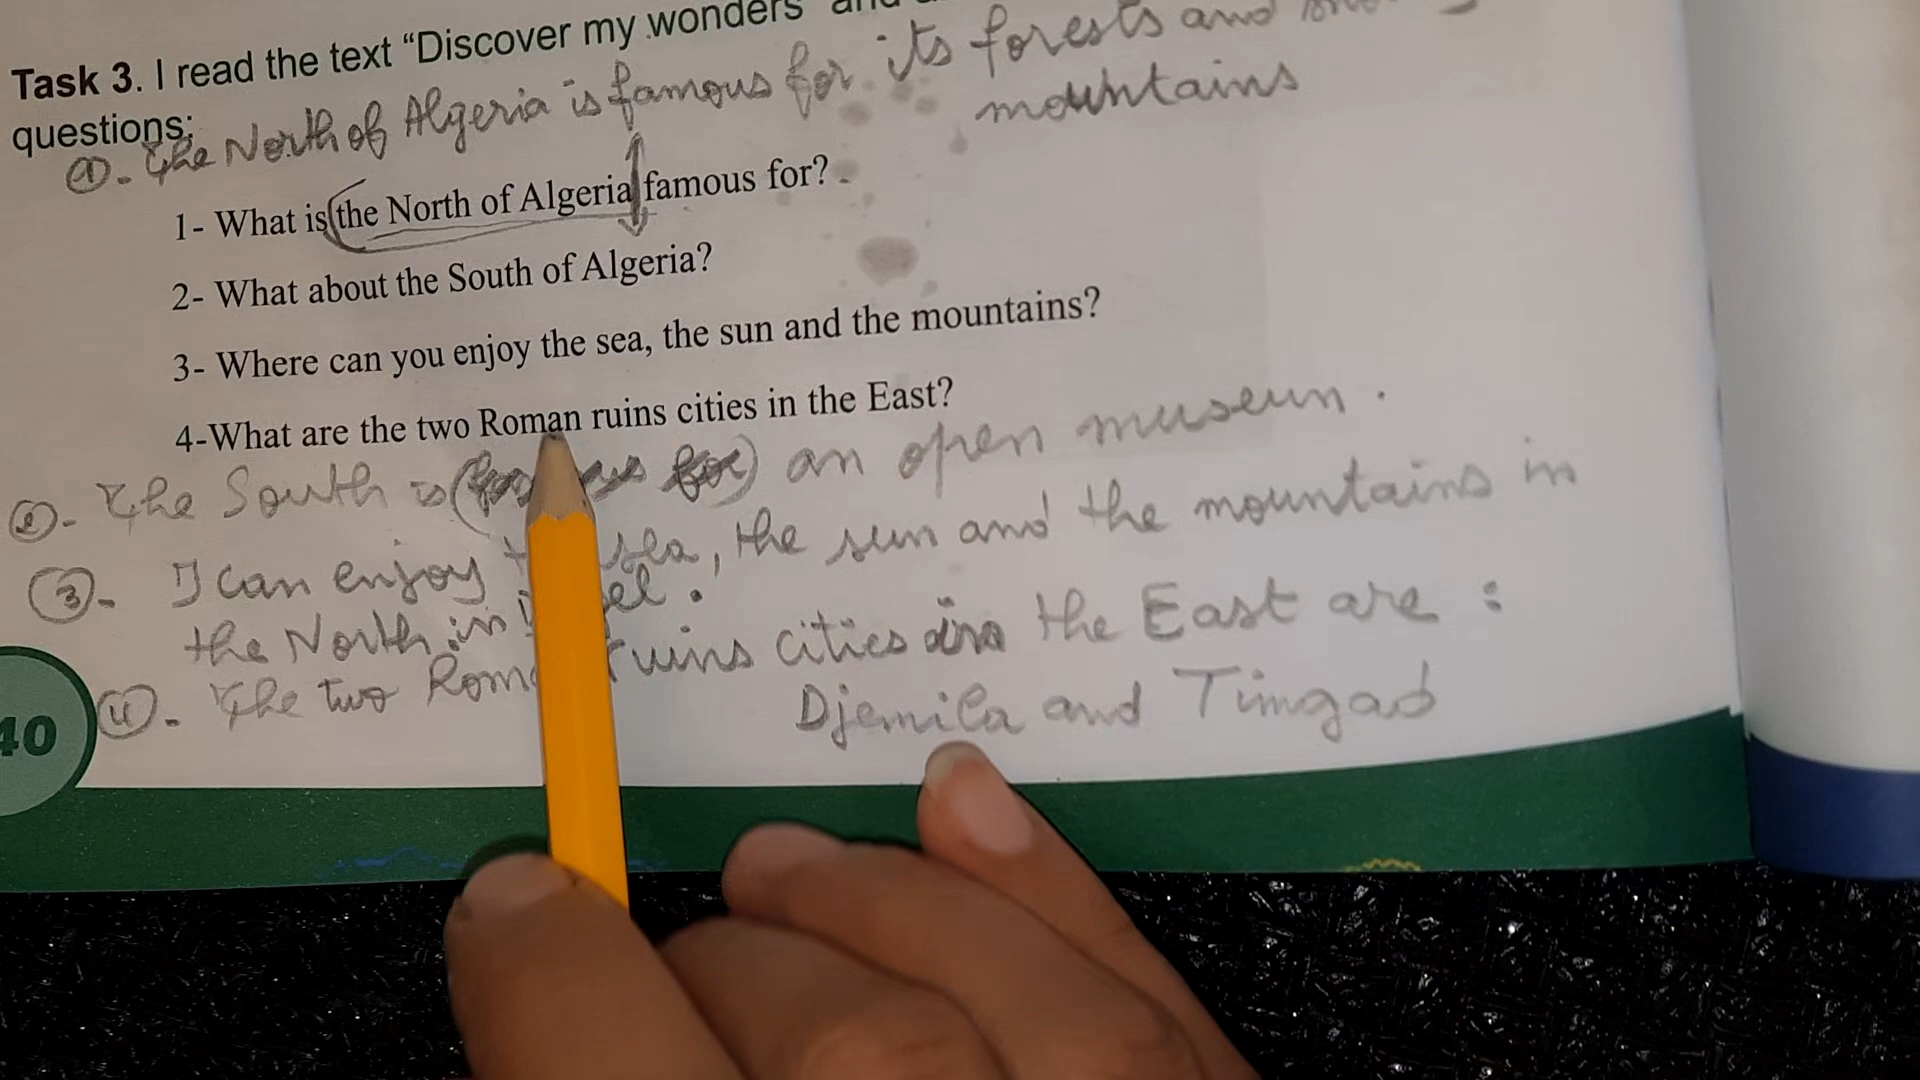 Task 3. I read the text “Discover my wonders”
questions:
①- The North of Algeria is famous for its forests and
mountains
1- What is the North of Algeria famous for?
2- What about the South of Algeria?
3- Where can you enjoy the sea, the sun and the mountains?
4-What are the two Roman ruins cities in the East?
②- The South is an open museum.
③- I can enjoy sea, the sun and the mountains in
the North in
④- The two ruins cities in the East are :
Djemila and Timgad
40